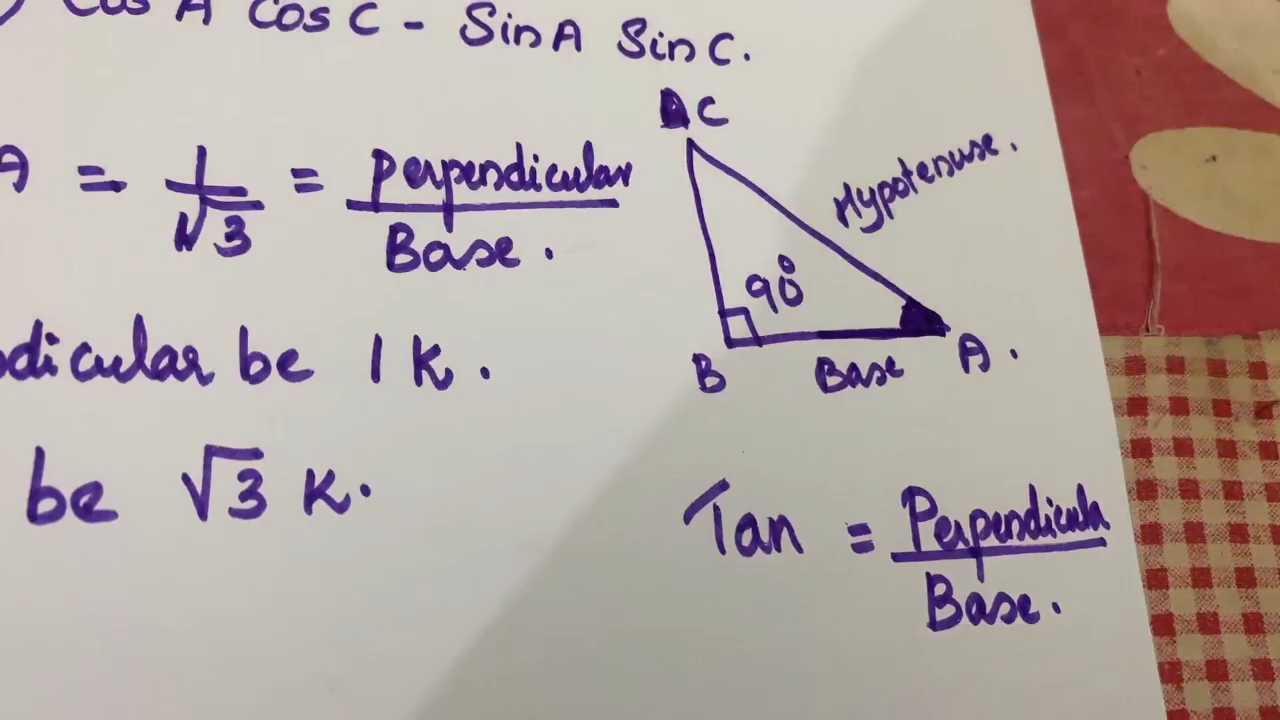 ) Cos A Cos C - Sin A Sin C.
A = 1/√3 = Perpendicular/Base.
C
Hypotenuse.
90°
B Base A.
dicular be 1 K.
be √3 K.
Tan = Perpendicula/Base.